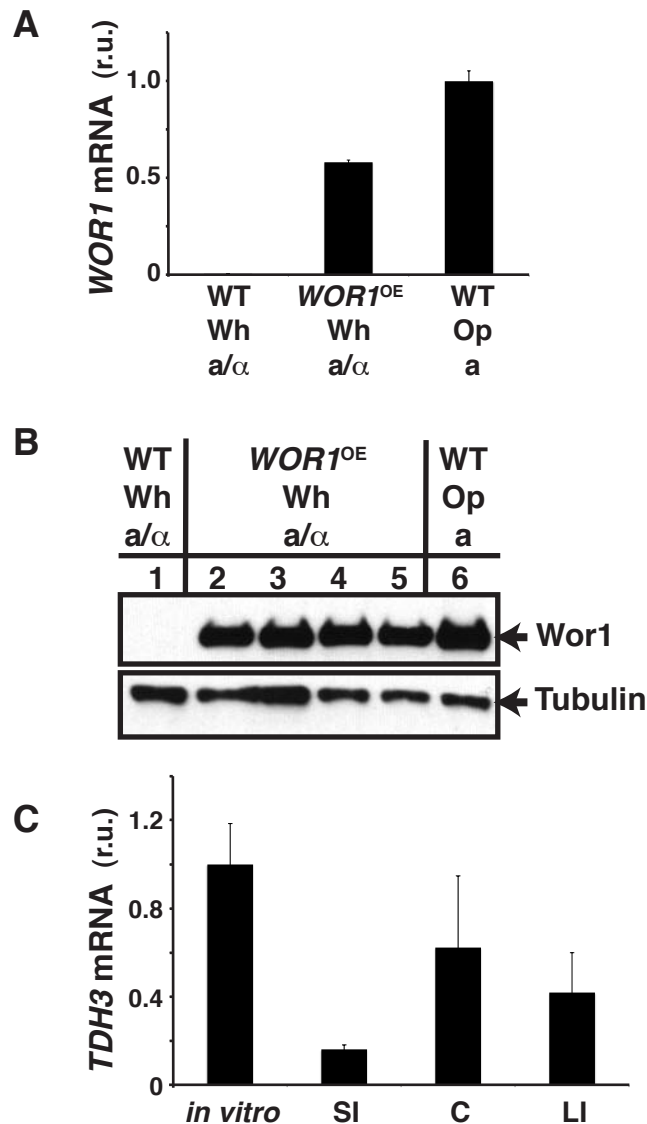 A
WOR1 mRNA (r.u.)
1.0
0.5
0
WT WOR1OE WT
Wh Wh Op
a/α a/α a
B
WT WOR1OE WT
Wh Wh Op
a/α a/α a
1 2 3 4 5 6
Wor1
Tubulin
C
TDH3 mRNA (r.u.)
1.2
0.8
0.4
0
in vitro SI C LI